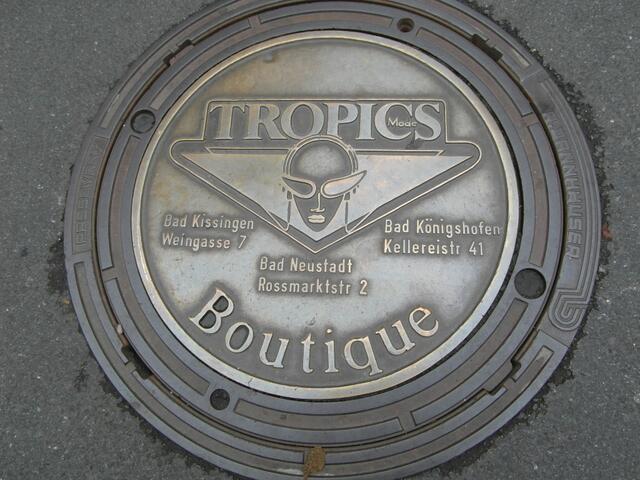 TROPICS
Mode
Bad Kissingen
Weingasse 7
Bad Neustadt
Rossmarktstr 2
Bad Königshofen
Kellereistr 41
Boutique